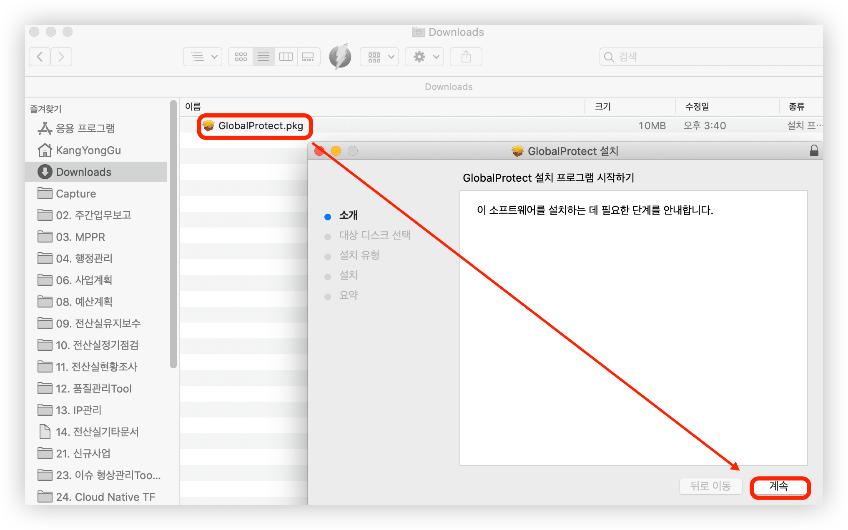 Downloads
검색
Downloads
즐겨찾기
응용 프로그램
KangYongGu
Downloads
Capture
02. 주간업무보고
03. MPPR
04. 행정관리
06. 사업계획
08. 예산계획
09. 전산실유지보수
10. 전산실정기점검
11. 전산실현황조사
12. 품질관리Tool
13. IP관리
14. 전산실기타문서
21. 신규사업
23. 이슈 형상관리Too...
24. Cloud Native TF
이름 크기 수정일 종류
GlobalProtect.pkg 10MB 오후 3:40 설치 프...
GlobalProtect 설치
GlobalProtect 설치 프로그램 시작하기
소개
대상 디스크 선택
설치 유형
설치
요약
이 소프트웨어를 설치하는 데 필요한 단계를 안내합니다.
뒤로 이동 계속